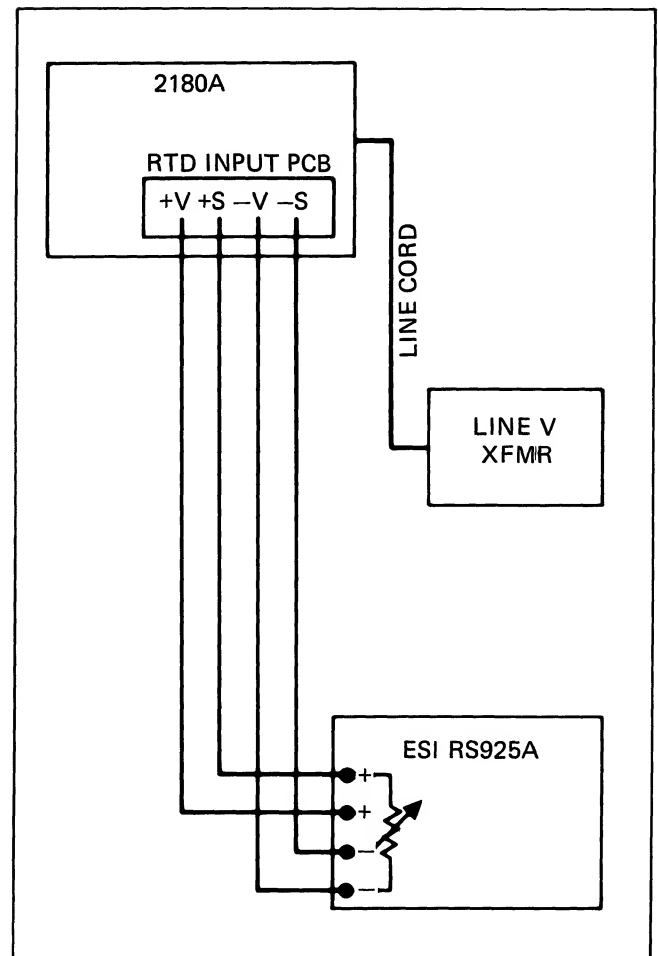 2180A
RTD INPUT PCB
+V +S –V –S
LINE CORD
LINE V
XFMR
ESI RS925A
+
+
–
–